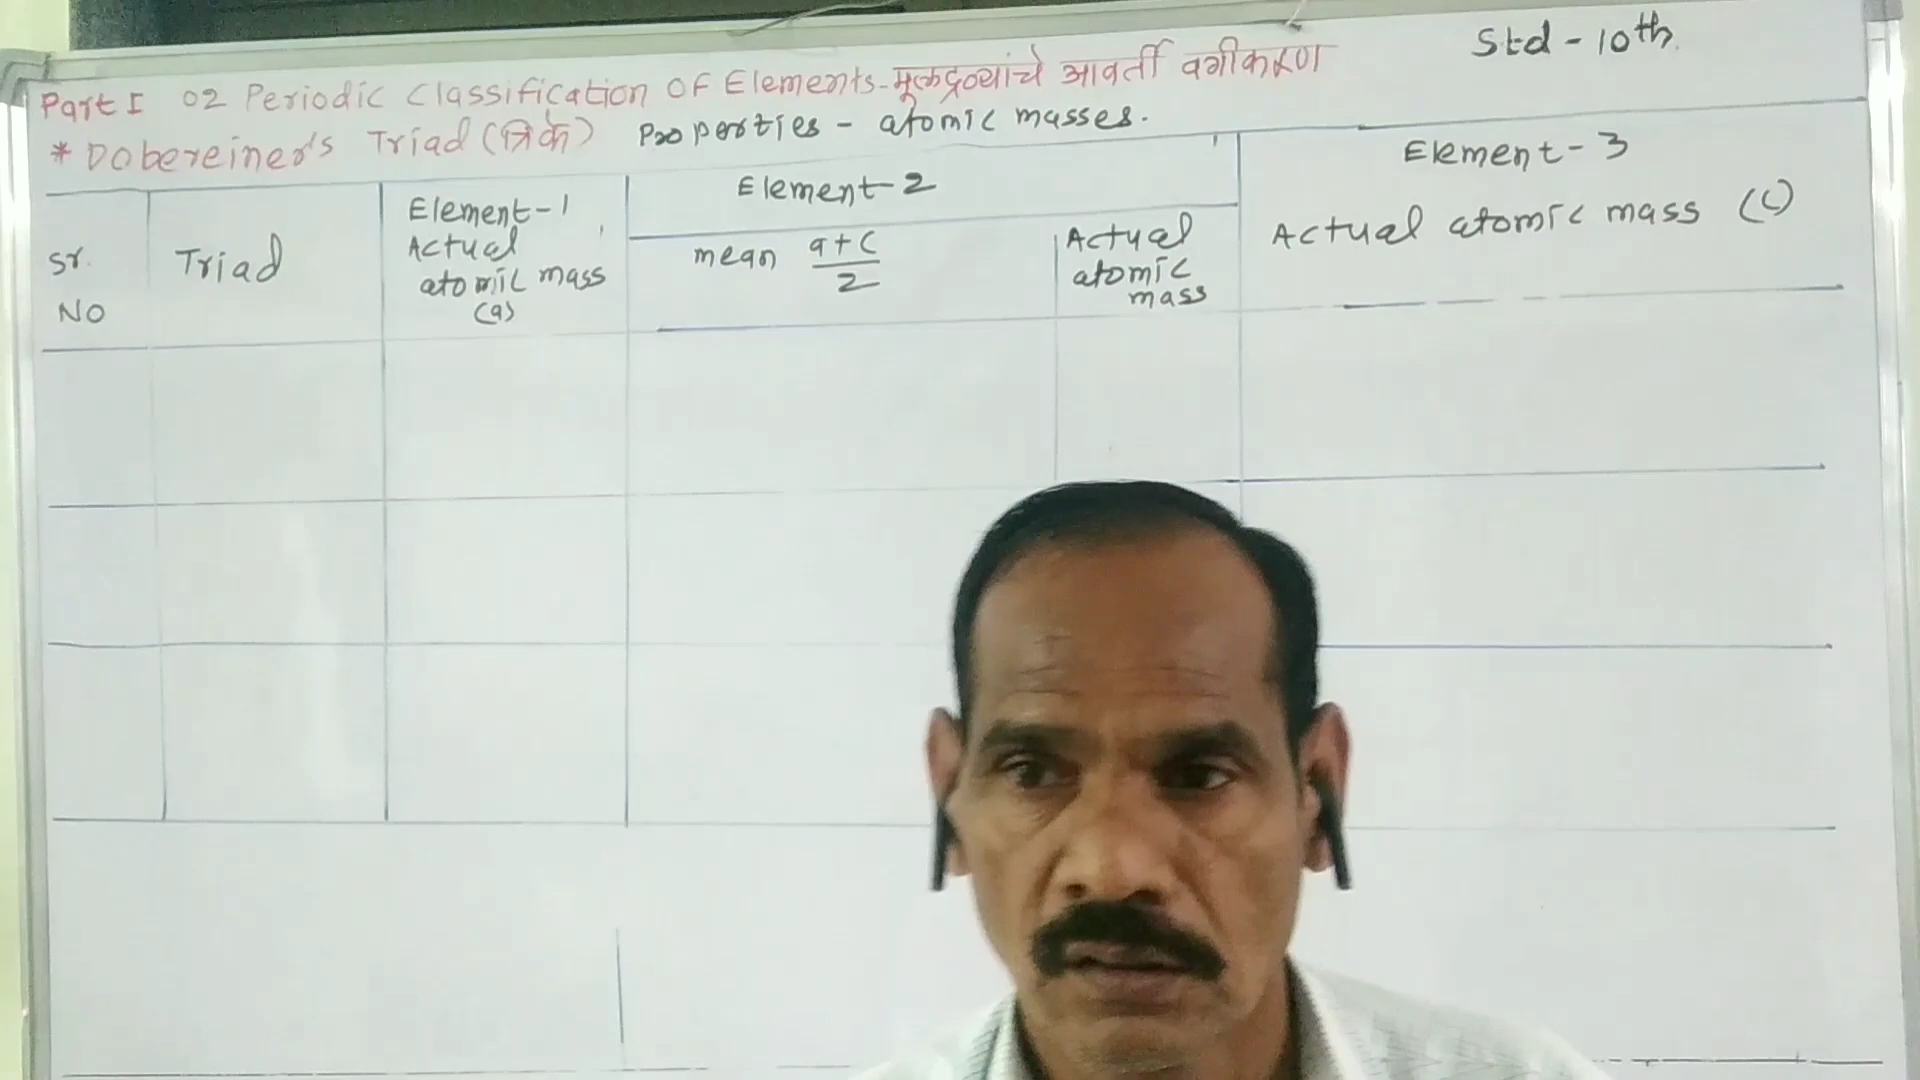 Std - 10th.
Part I 02 Periodic Classification OF Elements - मूलद्रव्यांचे आवर्ती वर्गीकरण
* Dobereiner's Triad (त्रिके) Properties - atomic masses.
Sr. No
Triad
Element-1
Actual
atomic mass
(a)
Element-2
mean a+c/2
Actual
atomic
mass
Element-3
Actual atomic mass (c)